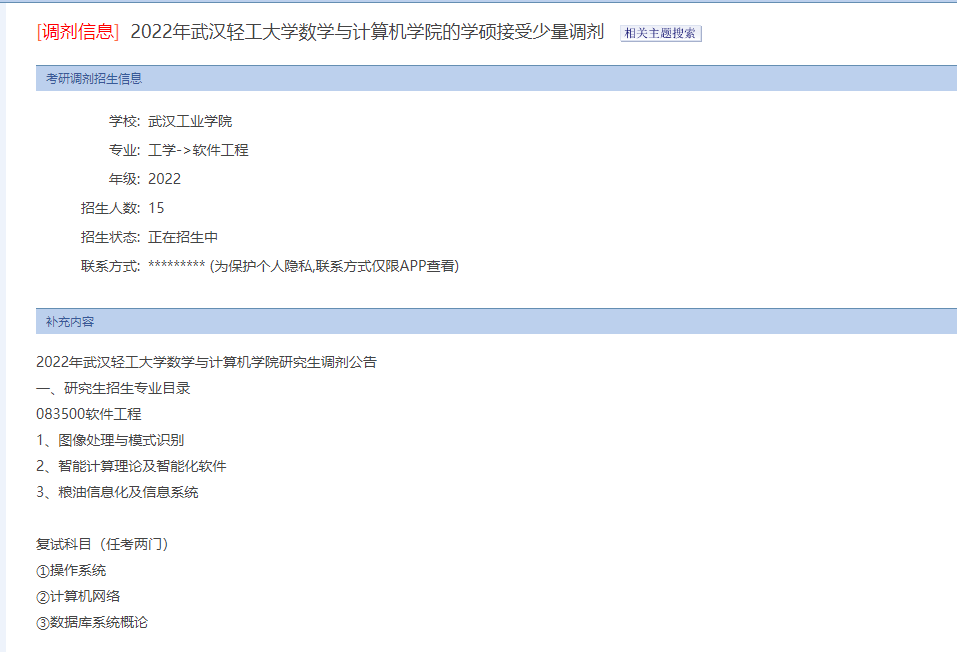 [调剂信息] 2022年武汉轻工大学数学与计算机学院的学硕接受少量调剂 相关主题搜索
考研调剂招生信息
学校: 武汉工业学院
专业: 工学->软件工程
年级: 2022
招生人数: 15
招生状态: 正在招生中
联系方式: ********* (为保护个人隐私,联系方式仅限APP查看)
补充内容
2022年武汉轻工大学数学与计算机学院研究生调剂公告
一、研究生招生专业目录
083500软件工程
1、图像处理与模式识别
2、智能计算理论及智能化软件
3、粮油信息化及信息系统
复试科目（任考两门）
①操作系统
②计算机网络
③数据库系统概论